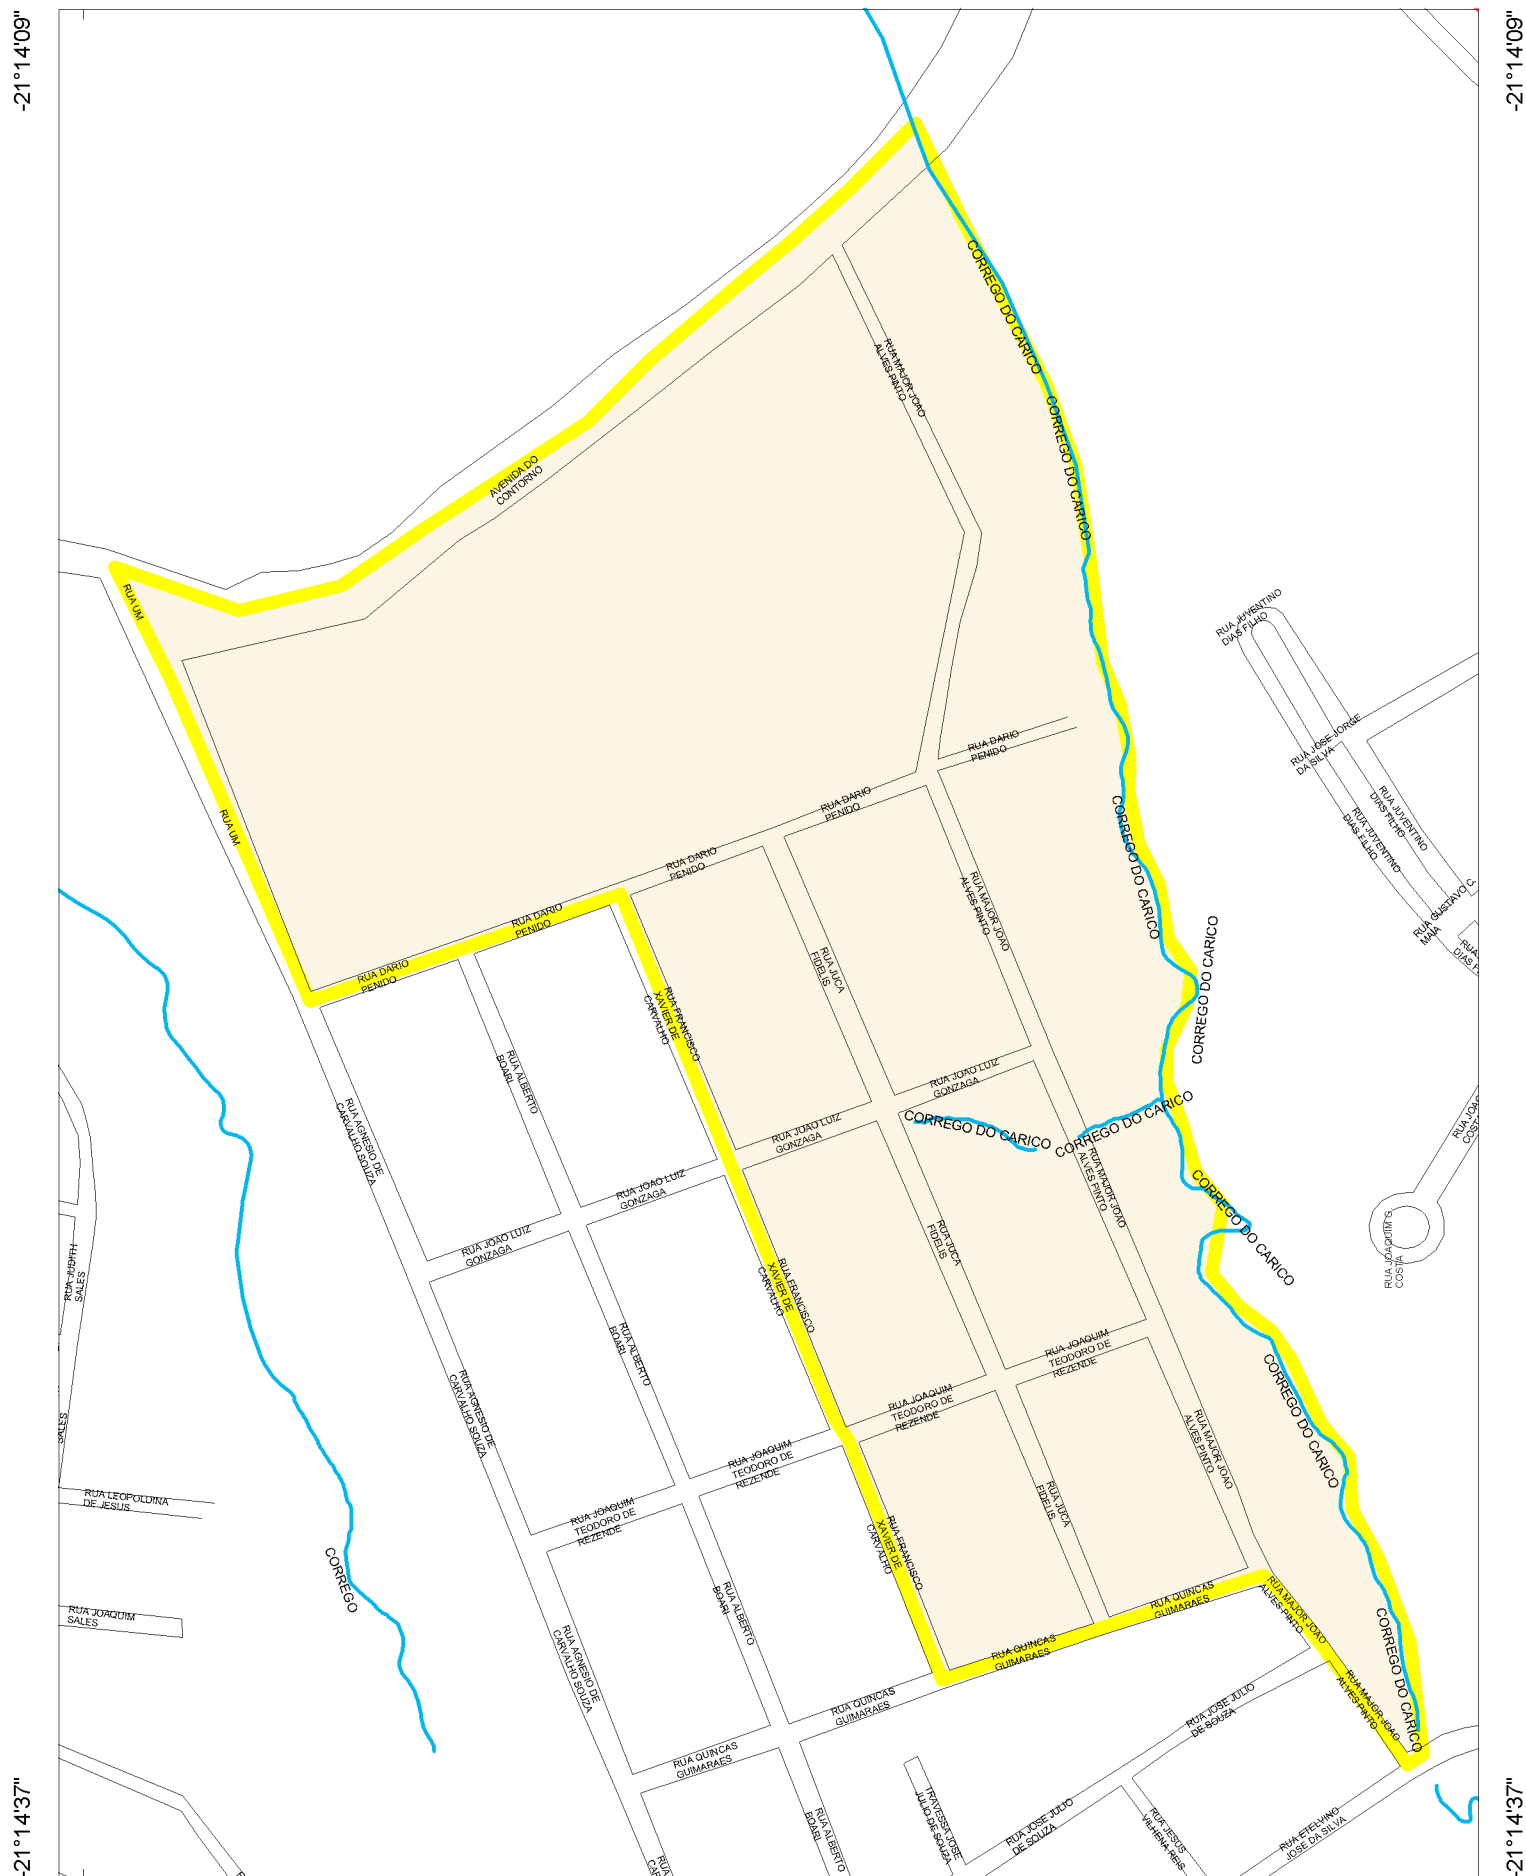 -21°14'09"
-21°14'09"
CORREGO DO CARICO
RUA MAJOR JOAO
ALVES PINTO
CORREGO DO CARICO
AVENIDA DO
CONTORNO
RUA UM
RUA JUVENTINO
DIAS FILHO
RUA JOSE JORGE
DA SILVA
RUA DARIO
PENIDO
RUA DARIO
PENIDO
RUA UM
RUA JUVENTINO
DIAS FILHO
RUA JUVENTINO
DIAS FILHO
CORREGO DO CARICO
RUA DARIO
PENIDO
RUA MAJOR JOAO
ALVES PINTO
RUA GUSTAVO C.
MAIA
RUA
DIAS F
RUA DARIO
PENIDO
RUA DARIO
PENIDO
RUA JUCA
FIDELIS
CORREGO DO CARICO
RUA FRANCISCO
XAVIER DE
CARVALHO
RUA ALBERTO
BOARI
RUA JOAO LUIZ
GONZAGA
RUA AGNESIO DE
CARVALHO SOUZA
RUA JOAO LUIZ
GONZAGA
CORREGO DO CARICO
CORREGO DO CARICO
RUA JOAQ
COST
RUA JOAO LUIZ
GONZAGA
RUA MAJOR JOAO
ALVES PINTO
CORREGO DO CARICO
RUA JOAO LUIZ
GONZAGA
RUA JUCA
FIDELIS
RUA JOAQUIM G
COSTA
RUA JUDITH
SALES
RUA FRANCISCO
XAVIER DE
CARVALHO
RUA ALBERTO
BOARI
RUA JOAQUIM
TEODORO DE
REZENDE
CORREGO DO CARICO
RUA AGNESIO DE
CARVALHO SOUZA
RUA JOAQUIM
TEODORO DE
REZENDE
SALES
RUA MAJOR JOAO
ALVES PINTO
RUA JOAQUIM
TEODORO DE
REZENDE
RUA LEOPOLDINA
DE JESUS
RUA JOAQUIM
TEODORO DE
REZENDE
RUA JUCA
FIDELIS
CORREGO
RUA FRANCISCO
XAVIER DE
CARVALHO
RUA ALBERTO
BOARI
RUA QUINCAS
GUIMARAES
RUA MAJOR JOAO
ALVES PINTO
RUA JOAQUIM
SALES
CORREGO DO CARICO
RUA AGNESIO DE
CARVALHO SOUZA
RUA QUINCAS
GUIMARAES
RUA MAJOR JOAO
ALVES PINTO
RUA QUINCAS
GUIMARAES
RUA JOSE JULIO
DE SOUZA
RUA QUINCAS
GUIMARAES
TRAVESSA JOSE
JULIO DE SOUZA
RUA JOSE JULIO
DE SOUZA
RUA JESUS
VILHENA REIS
RUA ETELVINO
JOSE DA SILVA
RUA ALBERTO
BOARI
RUA
CAR
-21°14'37"
-21°14'37"